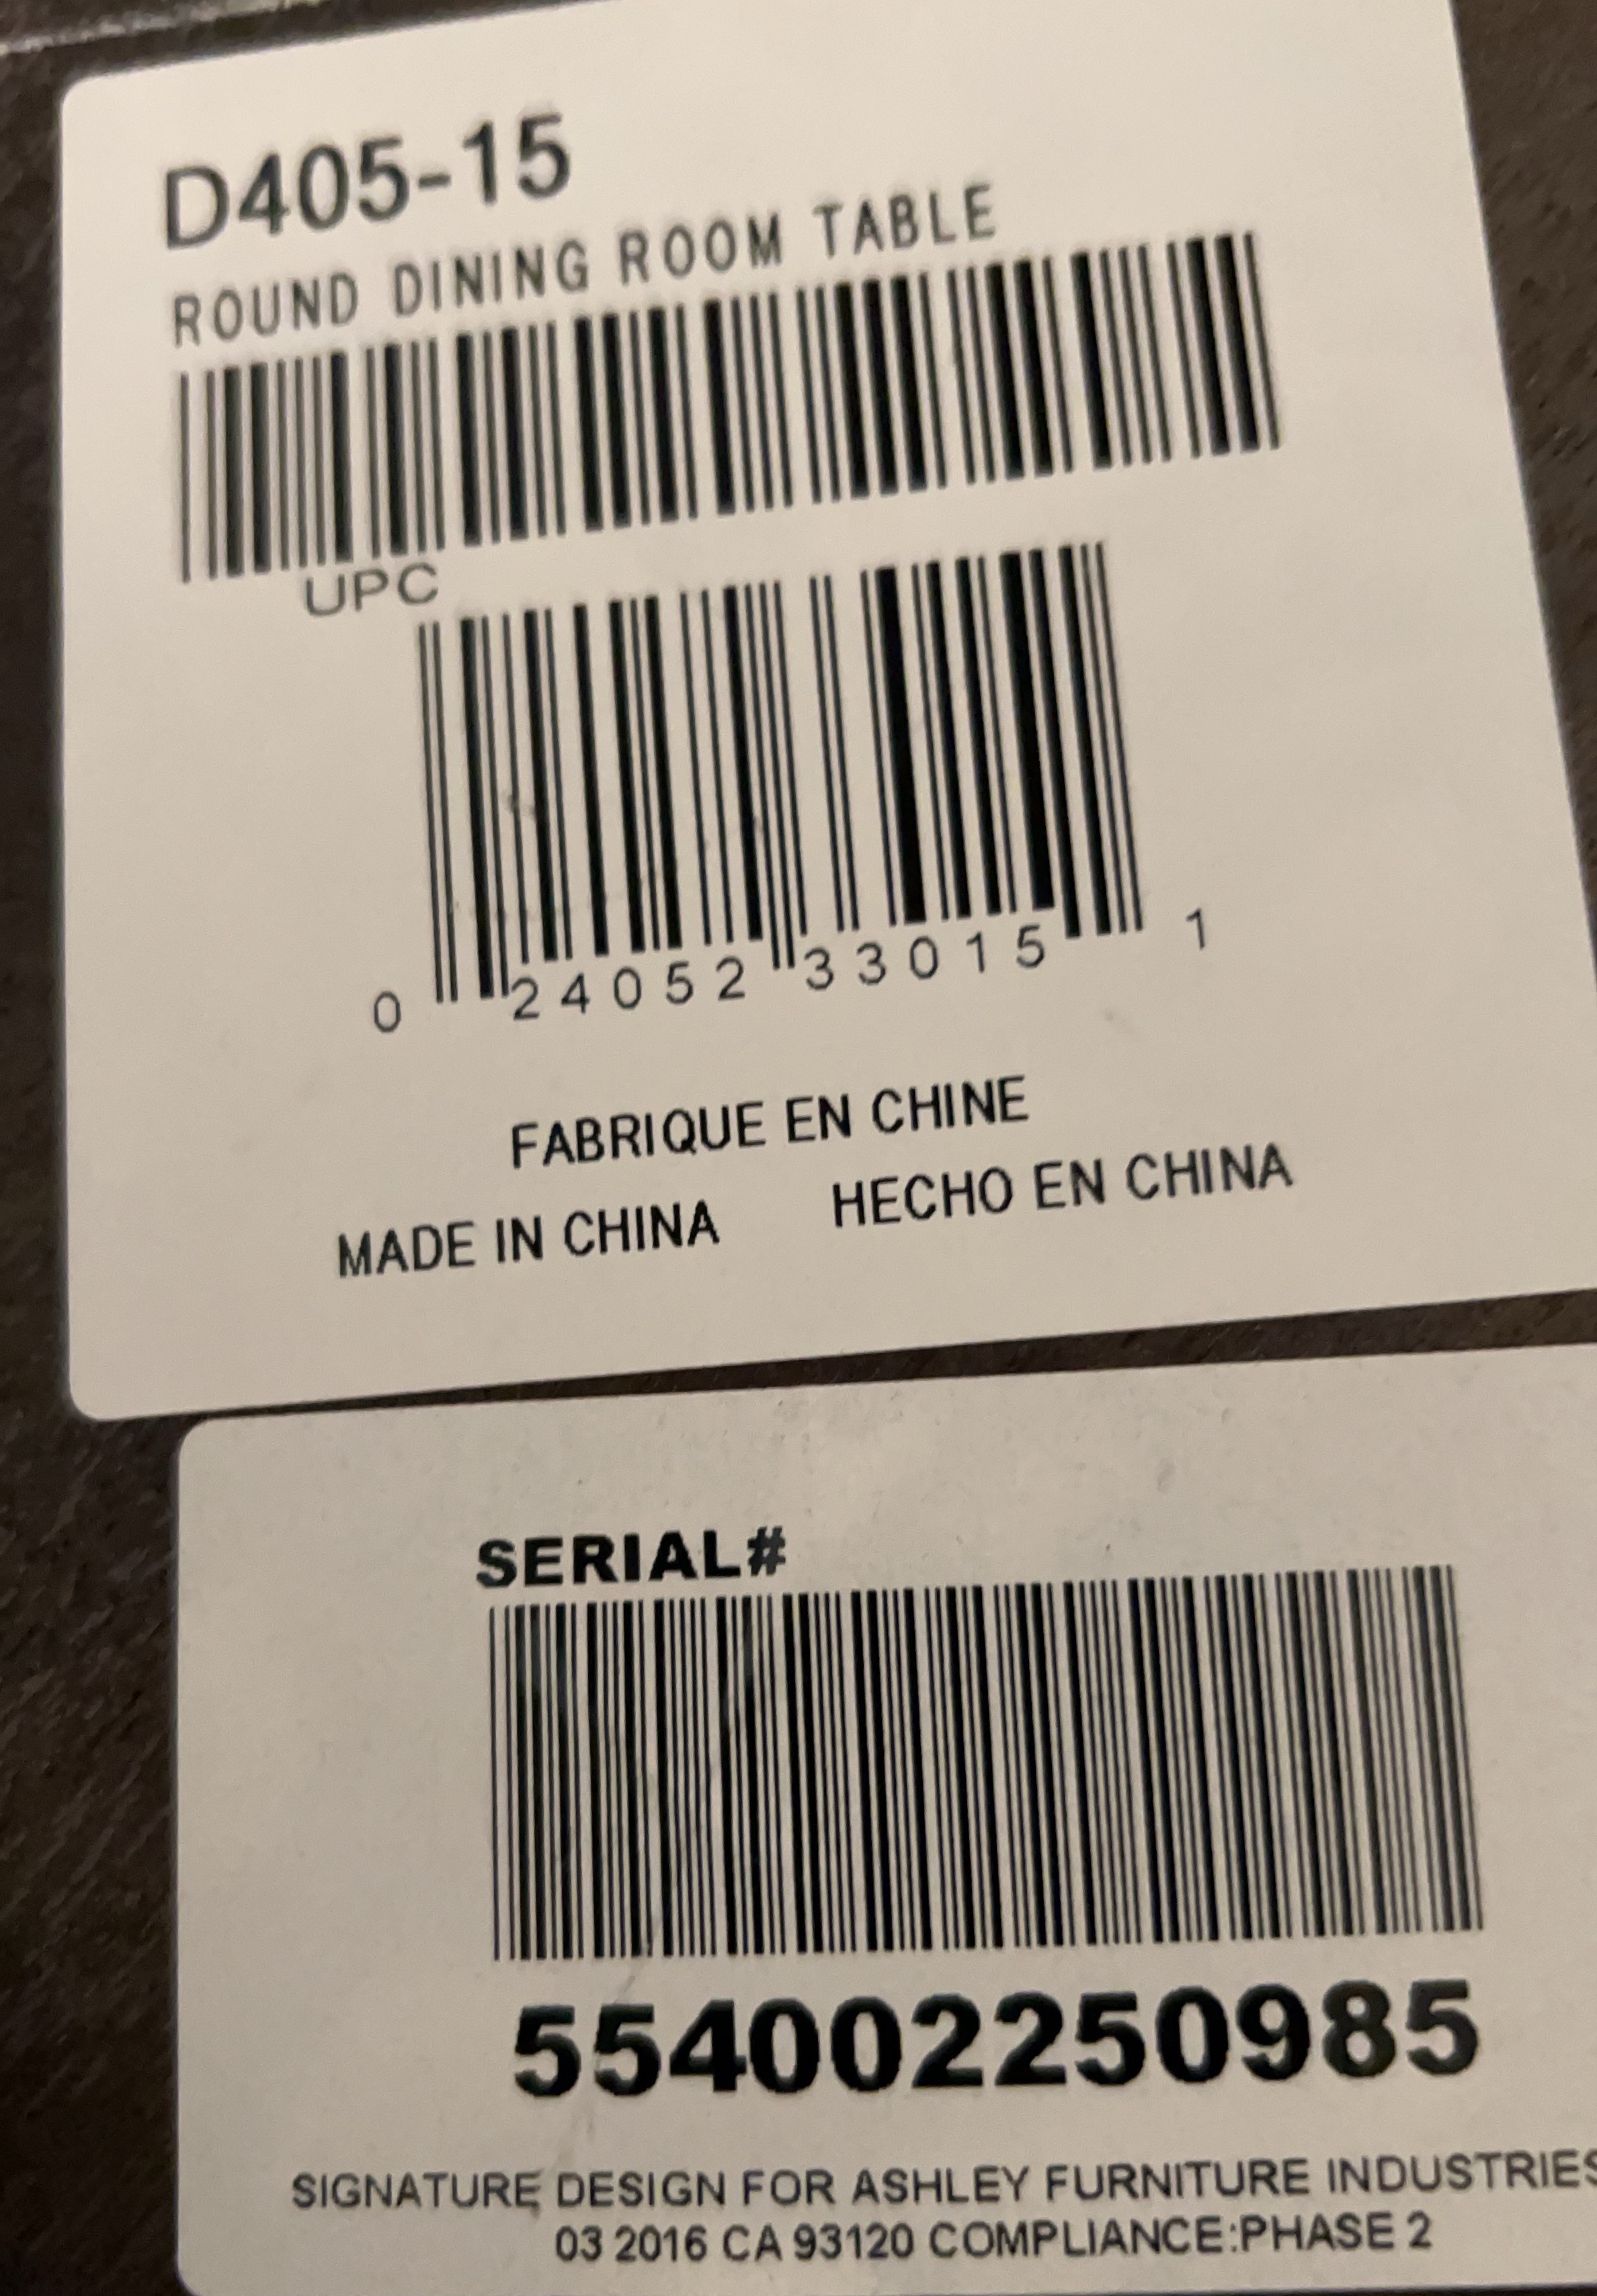 D405-15
ROUND DINING ROOM TABLE
UPC
0 24052 33015 1
FABRIQUE EN CHINE
MADE IN CHINA HECHO EN CHINA
SERIAL#
554002250985
SIGNATURE DESIGN FOR ASHLEY FURNITURE INDUSTRIES
03 2016 CA 93120 COMPLIANCE:PHASE 2